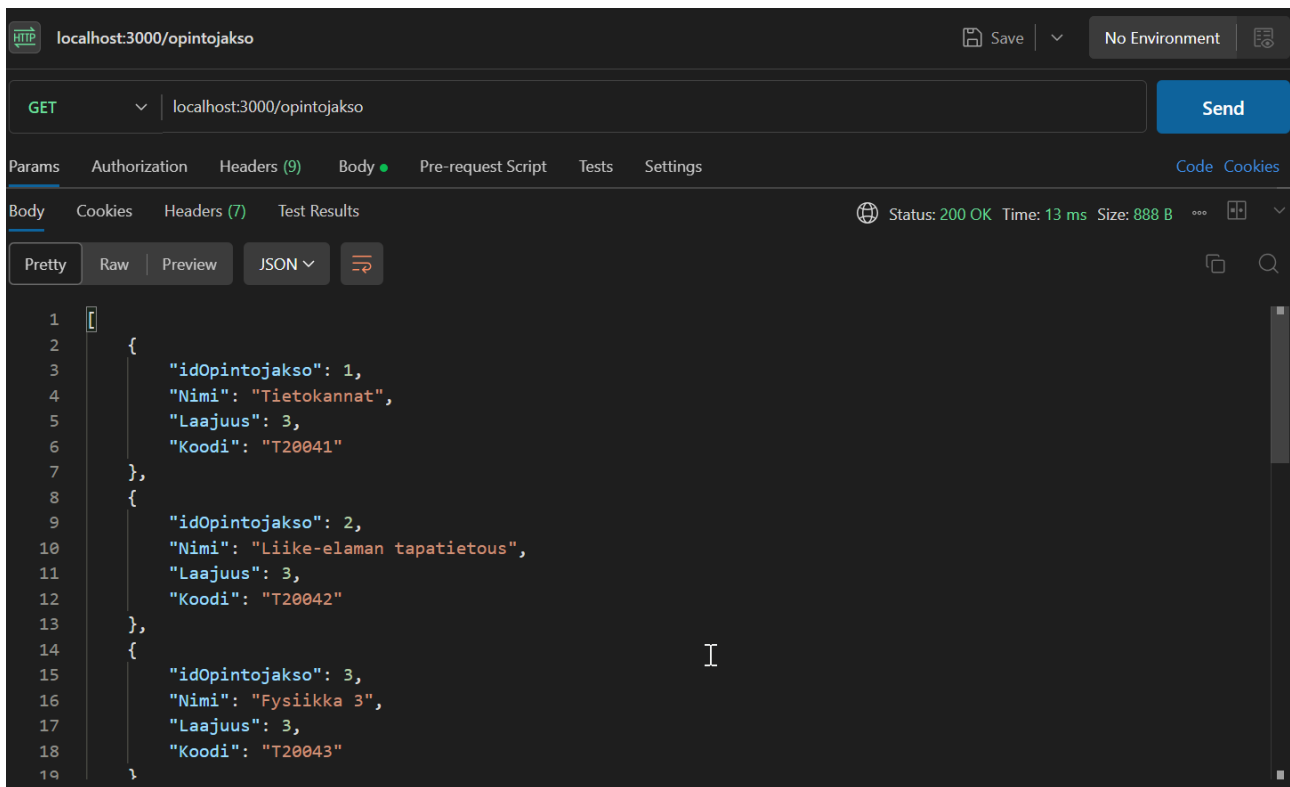 HTTP localhost:3000/opintojakso Save No Environment
GET localhost:3000/opintojakso Send
Params Authorization Headers (9) Body Pre-request Script Tests Settings Code Cookies
Body Cookies Headers (7) Test Results Status: 200 OK Time: 13 ms Size: 888 B
Pretty Raw Preview JSON
1 [
2 {
3 "idOpintojakso": 1,
4 "Nimi": "Tietokannat",
5 "Laajuus": 3,
6 "Koodi": "T20041"
7 },
8 {
9 "idOpintojakso": 2,
10 "Nimi": "Liike-elaman tapatietous",
11 "Laajuus": 3,
12 "Koodi": "T20042"
13 },
14 {
15 "idOpintojakso": 3,
16 "Nimi": "Fysiikka 3",
17 "Laajuus": 3,
18 "Koodi": "T20043"
19 }